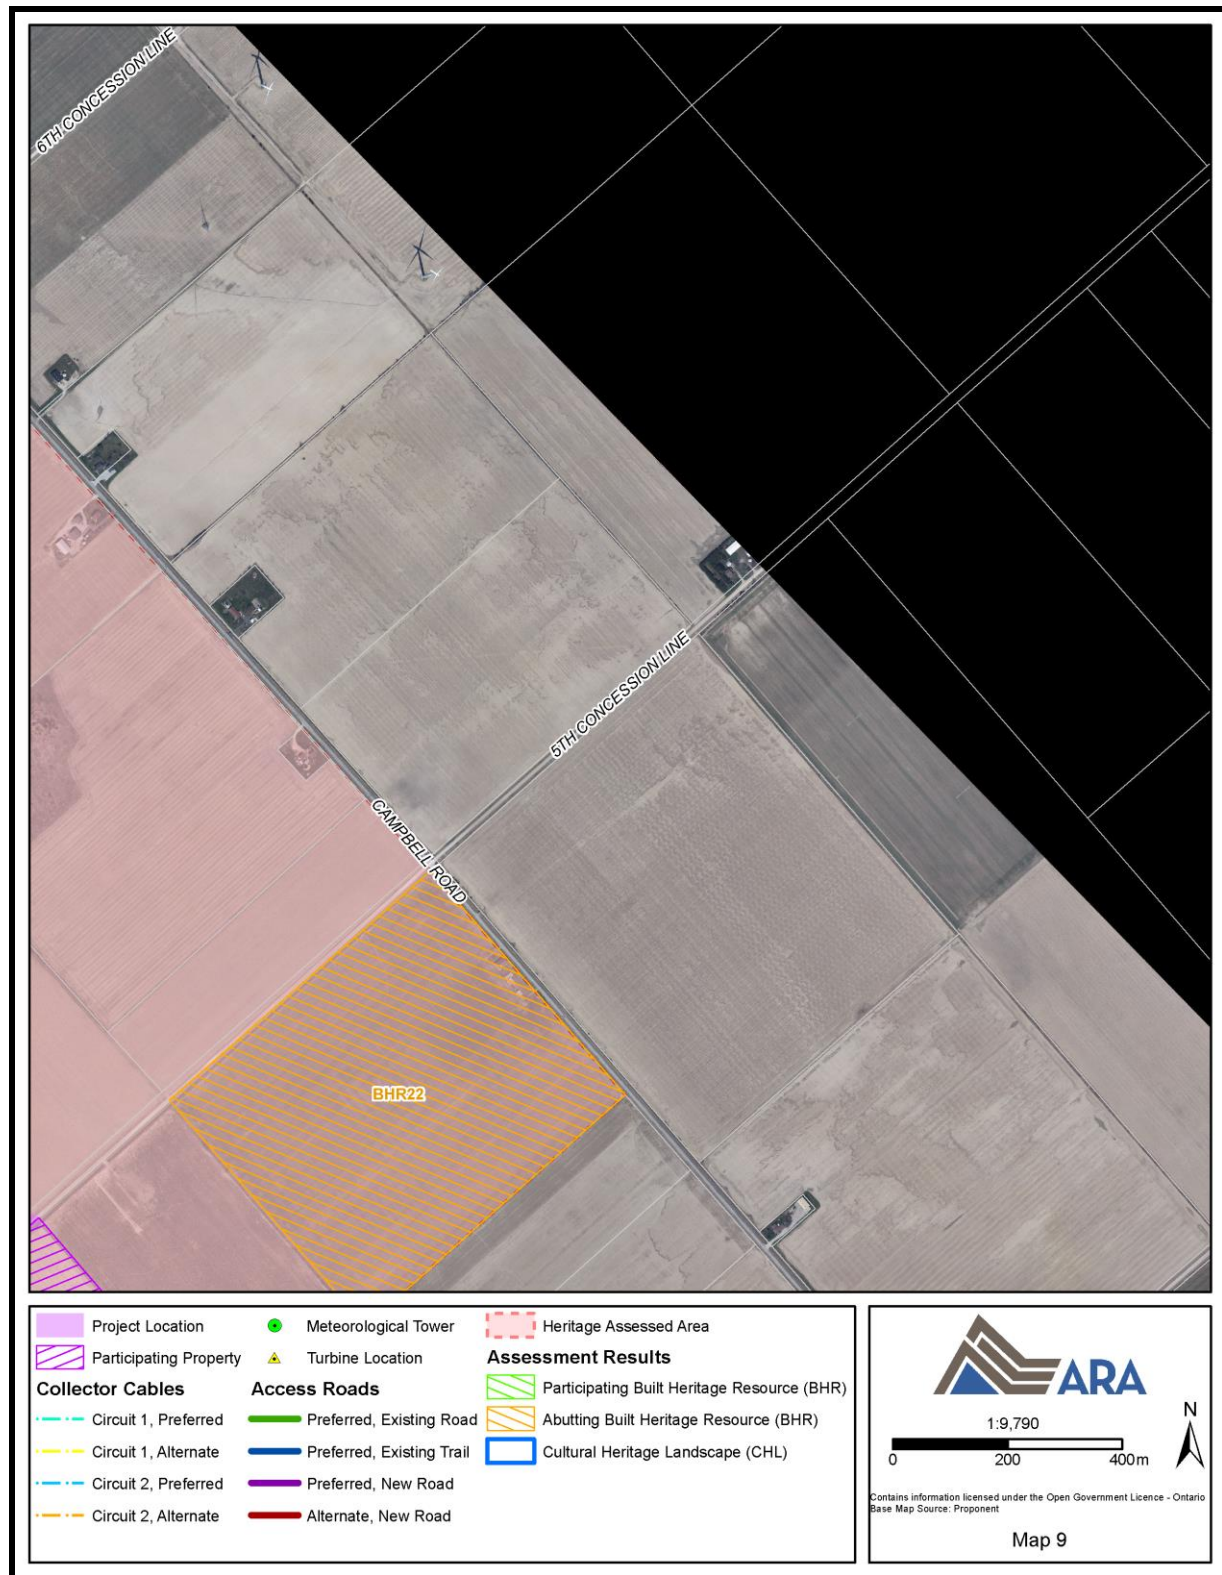 6TH CONCESSION LINE
5TH CONCESSION LINE
CAMPBELL ROAD
BHR22
Project Location
Participating Property
Collector Cables
Circuit 1, Preferred
Circuit 1, Alternate
Circuit 2, Preferred
Circuit 2, Alternate
Meteorological Tower
Turbine Location
Access Roads
Preferred, Existing Road
Preferred, Existing Trail
Preferred, New Road
Alternate, New Road
Heritage Assessed Area
Assessment Results
Participating Built Heritage Resource (BHR)
Abutting Built Heritage Resource (BHR)
Cultural Heritage Landscape (CHL)
ARA
1:9,790
0 200 400m
N
Contains information licensed under the Open Government Licence - Ontario
Base Map Source: Proponent
Map 9